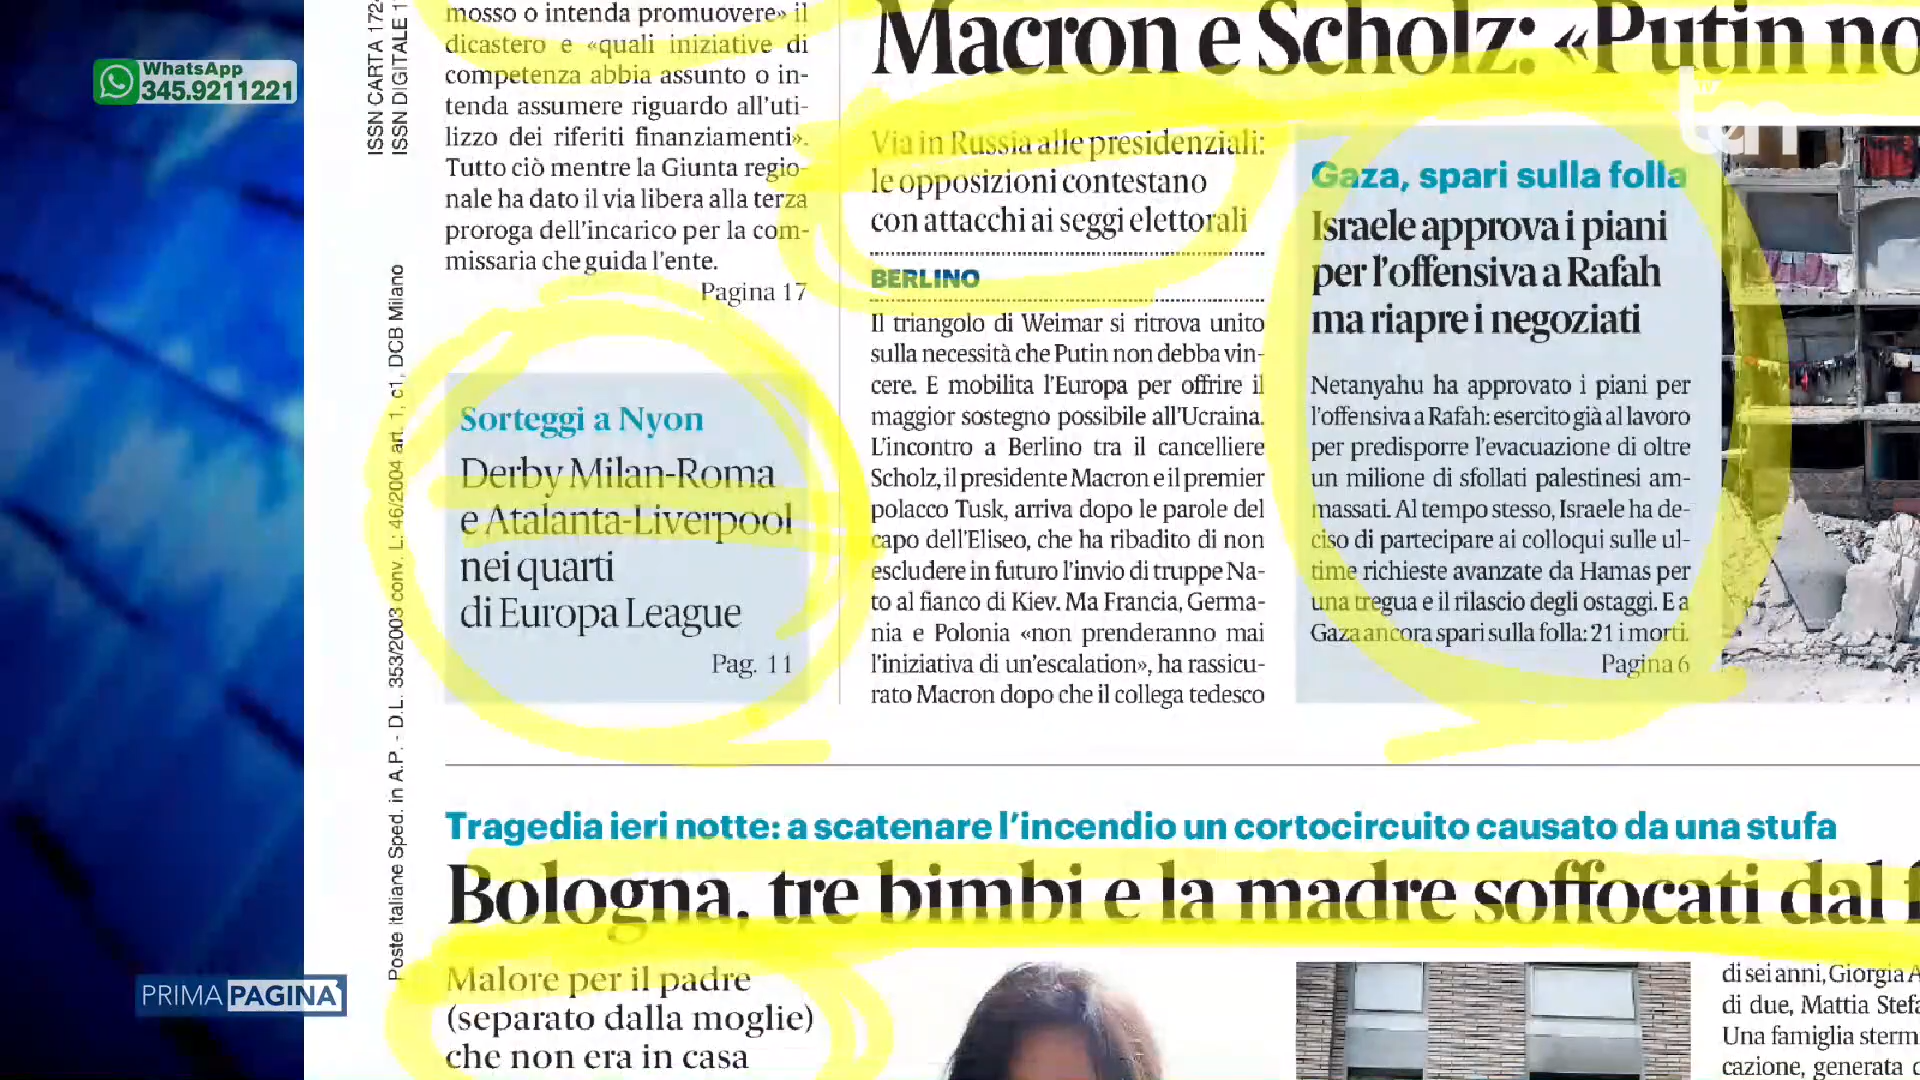 WhatsApp
345.9211221
ISSN CARTA
ISSN DIGITALE
Poste Italiane Sped. in A.P. - D.L. 353/2003 conv. L: 46/2004 art. 1, c1, DCB Milano
mosso o intenda promuovere» il
dicastero e «quali iniziative di
competenza abbia assunto o in-
tenda assumere riguardo all'uti-
lizzo dei riferiti finanziamenti».
Tutto ciò mentre la Giunta regio-
nale ha dato il via libera alla terza
proroga dell'incarico per la com-
missaria che guida l'ente.
Pagina 17
Sorteggi a Nyon
Derby Milan-Roma
e Atalanta-Liverpool
nei quarti
di Europa League
Pag. 11
Macron e Scholz: «Putin no
Via in Russia alle presidenziali:
le opposizioni contestano
con attacchi ai seggi elettorali
BERLINO
Il triangolo di Weimar si ritrova unito
sulla necessità che Putin non debba vin-
cere. E mobilita l'Europa per offrire il
maggior sostegno possibile all'Ucraina.
L'incontro a Berlino tra il cancelliere
Scholz, il presidente Macron e il premier
polacco Tusk, arriva dopo le parole del
capo dell'Eliseo, che ha ribadito di non
escludere in futuro l'invio di truppe Na-
to al fianco di Kiev. Ma Francia, Germa-
nia e Polonia «non prenderanno mai
l'iniziativa di un'escalation», ha rassicu-
rato Macron dopo che il collega tedesco
ten
Gaza, spari sulla folla
Israele approva i piani
per l'offensiva a Rafah
ma riapre i negoziati
Netanyahu ha approvato i piani per
l'offensiva a Rafah: esercito già al lavoro
per predisporre l'evacuazione di oltre
un milione di sfollati palestinesi am-
massati. Al tempo stesso, Israele ha de-
ciso di partecipare ai colloqui sulle ul-
time richieste avanzate da Hamas per
una tregua e il rilascio degli ostaggi. E a
Gaza ancora spari sulla folla: 21 i morti.
Pagina 6
Tragedia ieri notte: a scatenare l'incendio un cortocircuito causato da una stufa
Bologna, tre bimbi e la madre soffocati dal f
Malore per il padre
(separato dalla moglie)
che non era in casa
di sei anni, Giorgia A
di due, Mattia Stefa
Una famiglia sterm
cazione, generata
PRIMA PAGINA